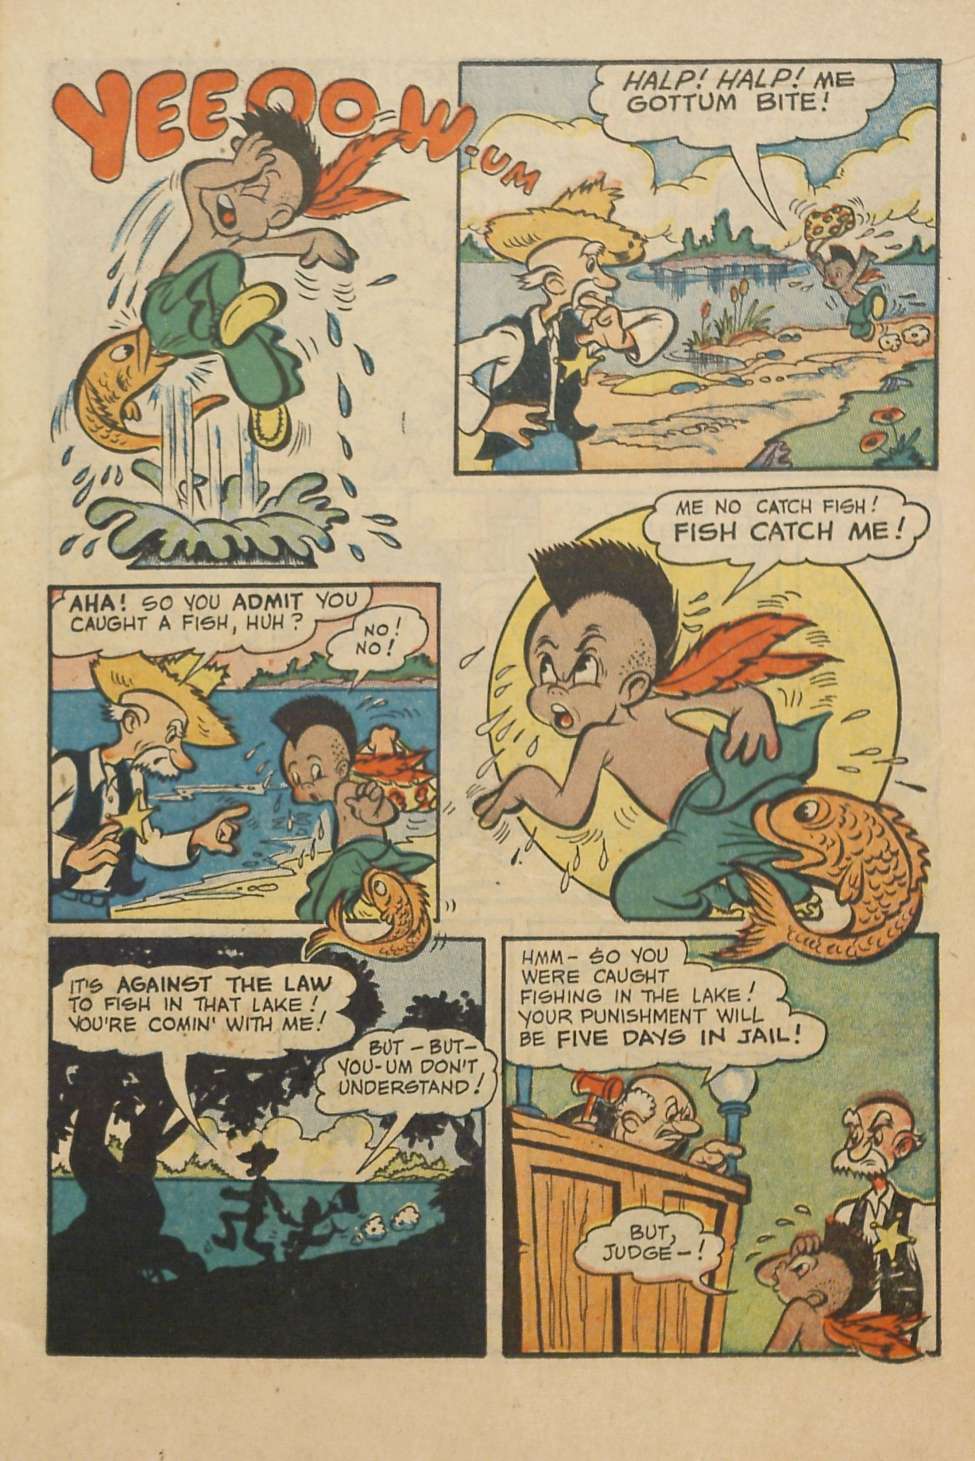 YEEOOOW-UM
HALP! HALP! ME
GOTTUM BITE!
AHA! SO YOU ADMIT YOU
CAUGHT A FISH, HUH?
NO!
NO!
ME NO CATCH FISH!
FISH CATCH ME!
IT'S AGAINST THE LAW
TO FISH IN THAT LAKE!
YOU'RE COMIN' WITH ME!
BUT-BUT-
YOU-UM DON'T
UNDERSTAND!
HMM- SO YOU
WERE CAUGHT
FISHING IN THE LAKE!
YOUR PUNISHMENT WILL
BE FIVE DAYS IN JAIL!
BUT,
JUDGE-!